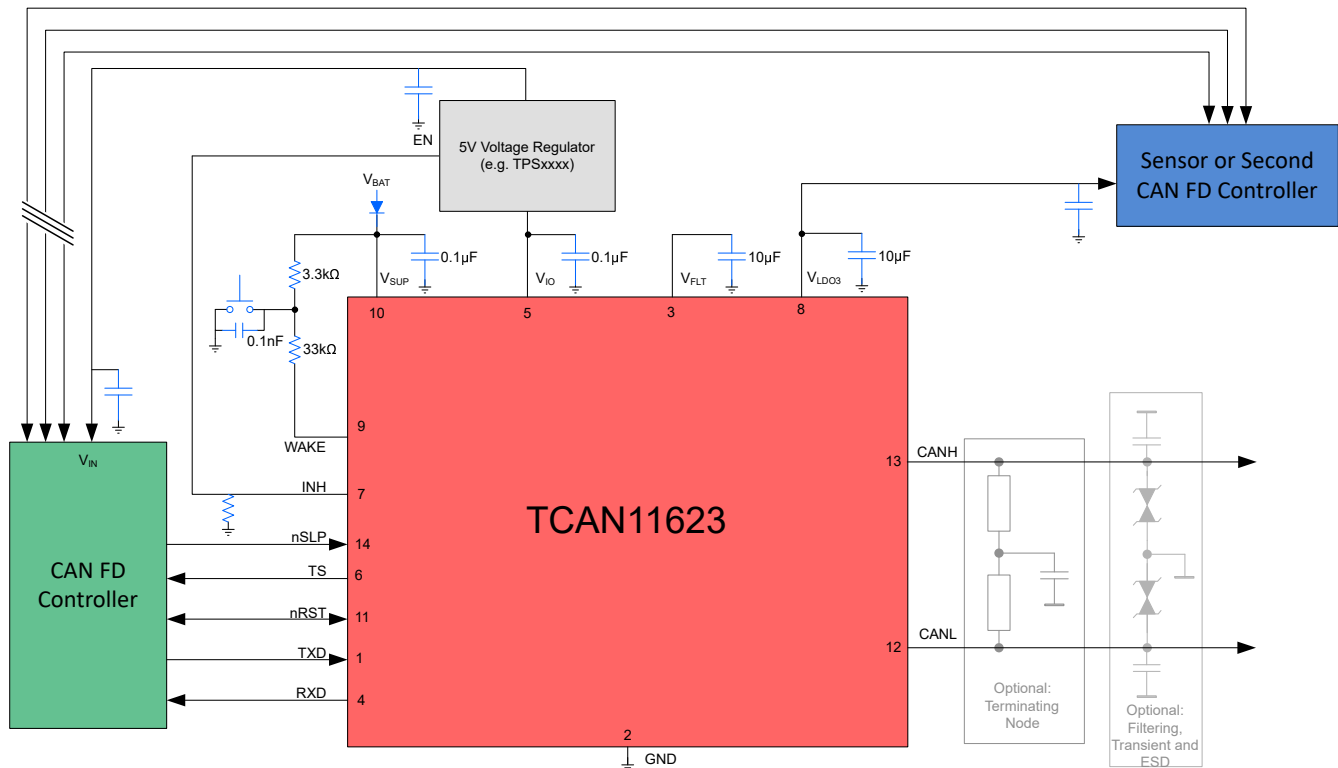 EN
5V Voltage Regulator
(e.g. TPSxxxx)
Sensor or Second
CAN FD Controller
VBAT
3.3kΩ
0.1µF
0.1µF
10µF
10µF
VSUP
VIO
VFLT
VLDO3
10
5
3
8
0.1nF
33kΩ
WAKE
9
VIN
INH
7
CANH
13
TCAN11623
CAN FD
Controller
nSLP
14
TS
6
nRST
11
TXD
1
RXD
4
12
CANL
2
GND
Optional:
Terminating
Node
Optional:
Filtering,
Transient and
ESD